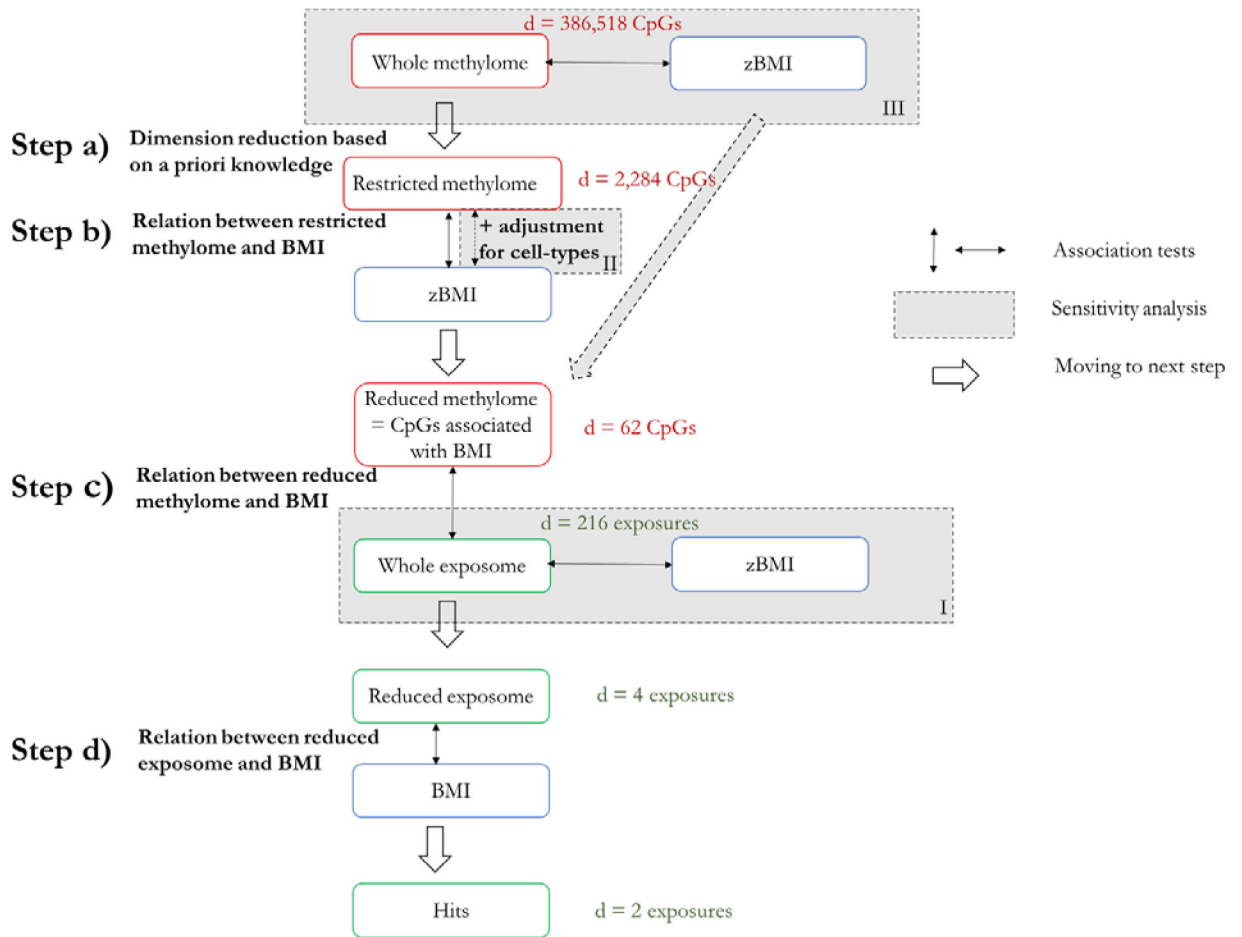 d = 386,518 CpGs
Whole methylome
zBMI
III
Step a)
Dimension reduction based
on a priori knowledge
Restricted methylome
d = 2,284 CpGs
Step b)
Relation between restricted
methylome and BMI
+ adjustment
for cell-types
II
zBMI
Association tests
Sensitivity analysis
Moving to next step
Reduced methylome
= CpGs associated
with BMI
d = 62 CpGs
Step c)
Relation between reduced
methylome and BMI
d = 216 exposures
Whole exposome
zBMI
I
Reduced exposome
d = 4 exposures
Step d)
Relation between reduced
exposome and BMI
BMI
Hits
d = 2 exposures